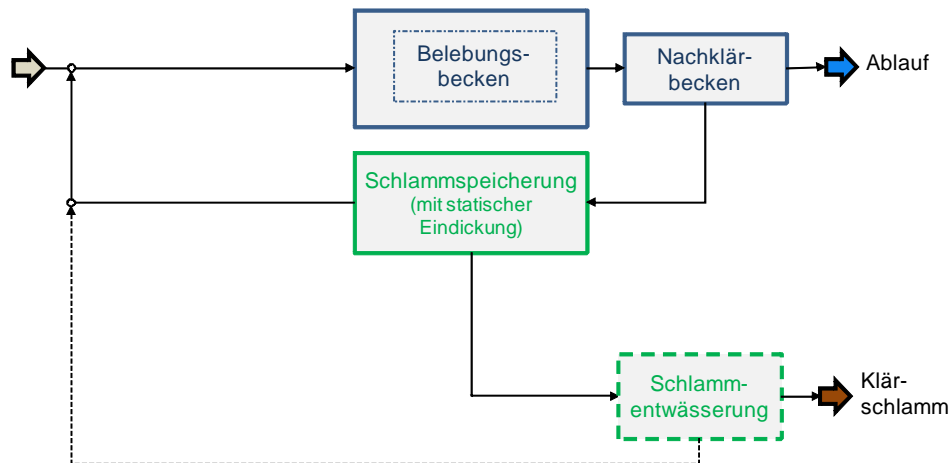 Belebungs-
becken
Nachklär-
becken
Ablauf
Schlammspeicherung
(mit statischer
Eindickung)
Schlamm-
entwässerung
Klär-
schlamm